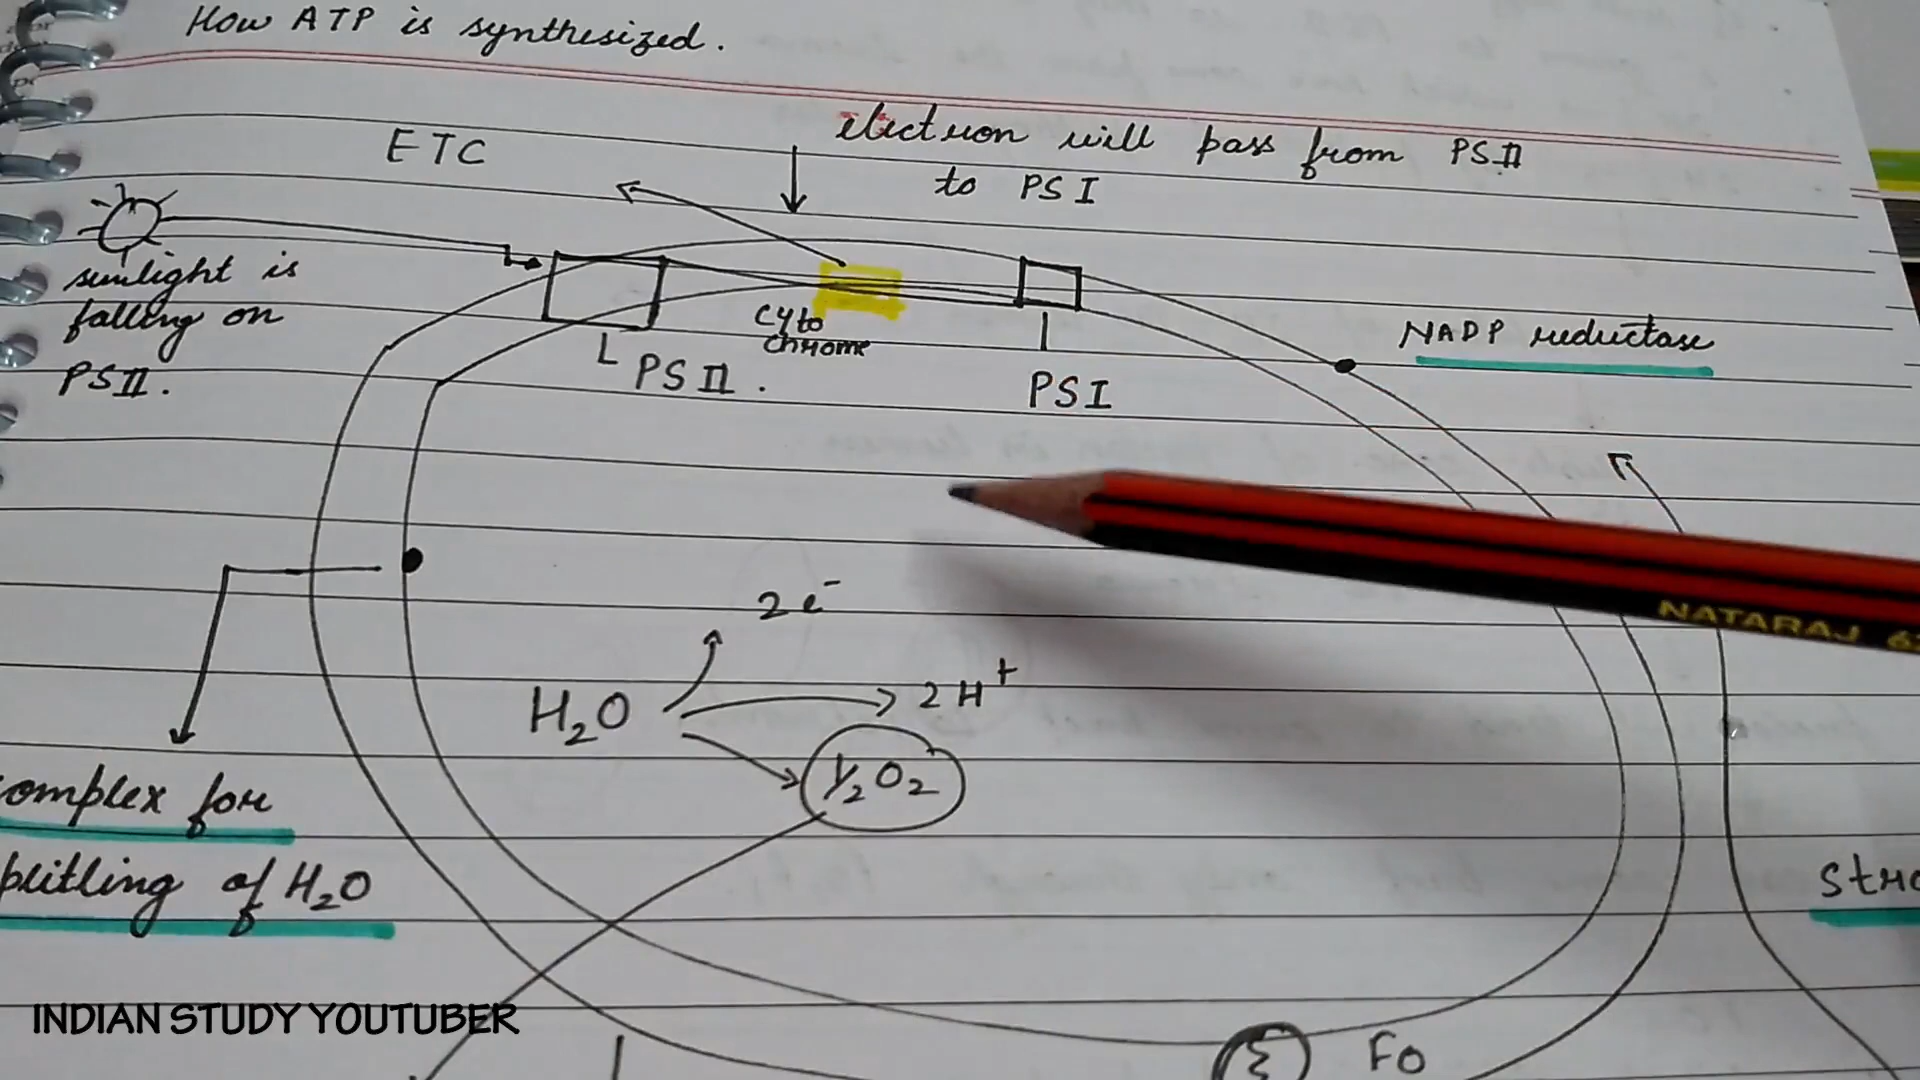 How ATP is synthesized.
ETC
electron will pass from PSII
to PSI
sunlight is
falling on
PSII.
Cyto
chrome
PSII.
PSI
NADP reductase
2e⁻
H₂O
2H⁺
½O₂
omplex for
plitting of H₂O
Stro
NATARAJ 62
INDIAN STUDY YOUTUBER
Fo